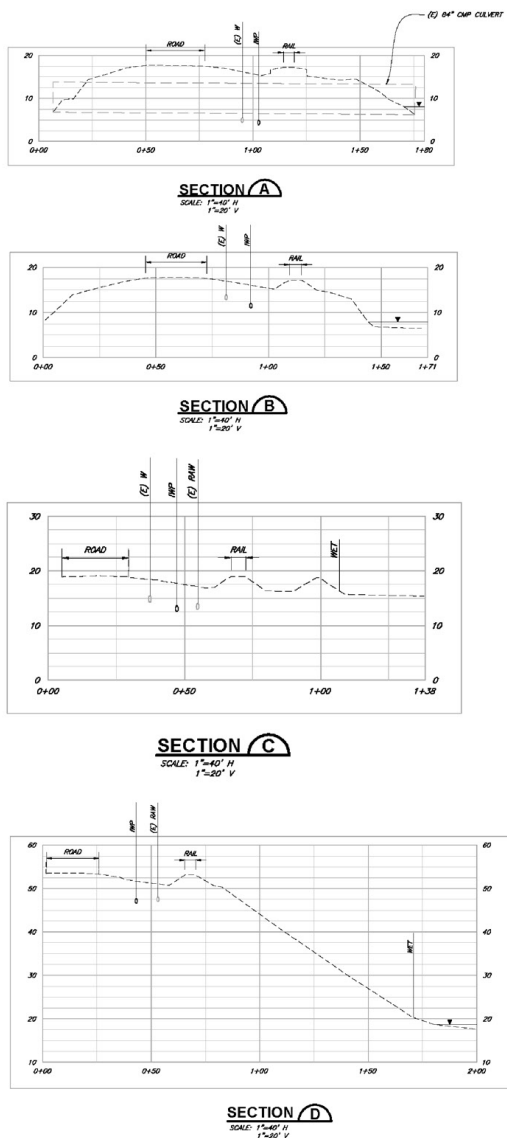 (E) 84" CMP CULVERT
(E) W
IWP
ROAD
RAIL
20
20
10
10
0
0
0+00
0+50
1+00
1+50
1+80
SECTION A
SCALE: 1"=40' H
1"=20' V
(E) W
IWP
ROAD
RAIL
20
20
10
10
0
0
0+00
0+50
1+00
1+50
1+71
SECTION B
SCALE: 1"=40' H
1"=20' V
(E) W
IWP
(E) RAW
30
30
ROAD
RAIL
WET
20
20
10
10
0
0
0+00
0+50
1+00
1+38
SECTION C
SCALE: 1"=40' H
1"=20' V
IWP
(E) RAW
60
60
ROAD
RAIL
50
50
40
40
WET
30
30
20
20
10
10
0+00
0+50
1+00
1+50
2+00
SECTION D
SCALE: 1"=40' H
1"=20' V